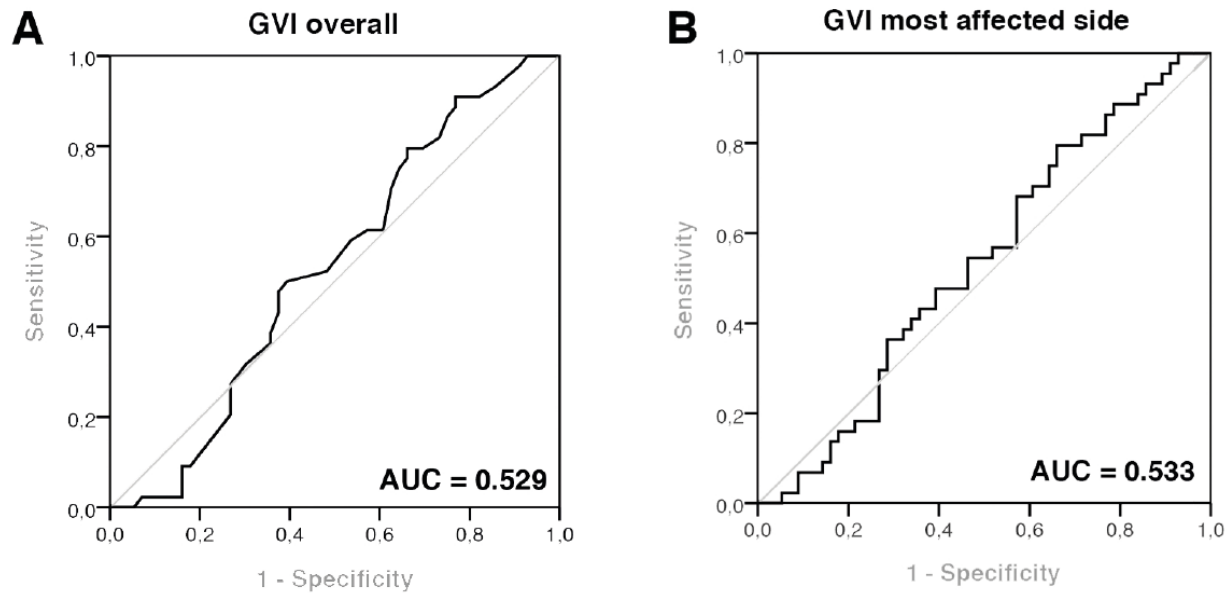 A
GVI overall
1,0
0,8
0,6
0,4
0,2
0,0
Sensitivity
AUC = 0.529
0,0 0,2 0,4 0,6 0,8 1,0
1 - Specificity
B
GVI most affected side
1,0
0,8
0,6
0,4
0,2
0,0
Sensitivity
AUC = 0.533
0,0 0,2 0,4 0,6 0,8 1,0
1 - Specificity